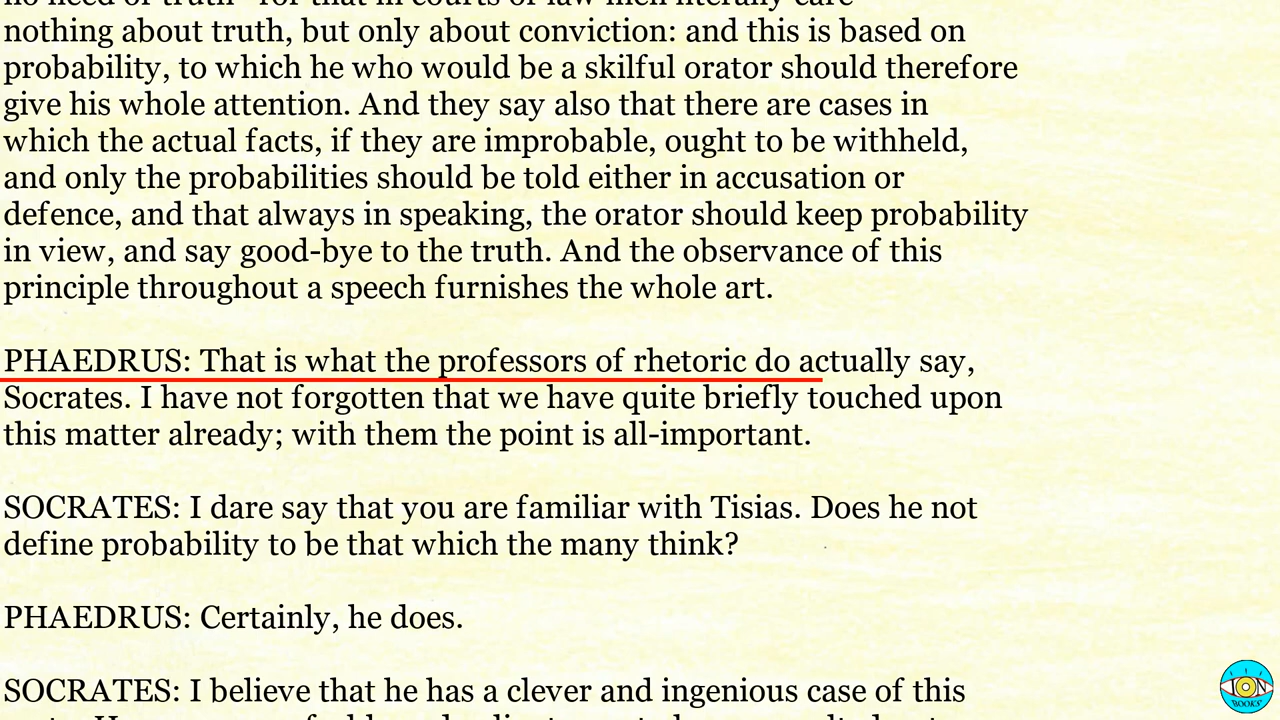 nothing about truth, but only about conviction: and this is based on
probability, to which he who would be a skilful orator should therefore
give his whole attention. And they say also that there are cases in
which the actual facts, if they are improbable, ought to be withheld,
and only the probabilities should be told either in accusation or
defence, and that always in speaking, the orator should keep probability
in view, and say good-bye to the truth. And the observance of this
principle throughout a speech furnishes the whole art.
PHAEDRUS: That is what the professors of rhetoric do actually say,
Socrates. I have not forgotten that we have quite briefly touched upon
this matter already; with them the point is all-important.
SOCRATES: I dare say that you are familiar with Tisias. Does he not
define probability to be that which the many think?
PHAEDRUS: Certainly, he does.
SOCRATES: I believe that he has a clever and ingenious case of this
ION
BOOKS